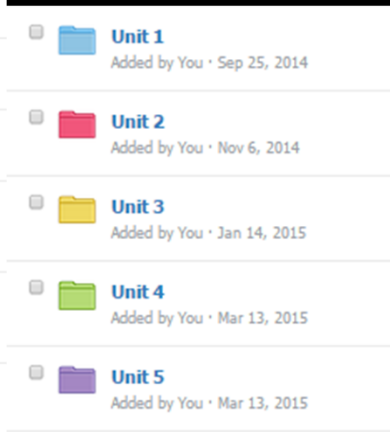 Unit 1
Added by You · Sep 25, 2014
Unit 2
Added by You · Nov 6, 2014
Unit 3
Added by You · Jan 14, 2015
Unit 4
Added by You · Mar 13, 2015
Unit 5
Added by You · Mar 13, 2015